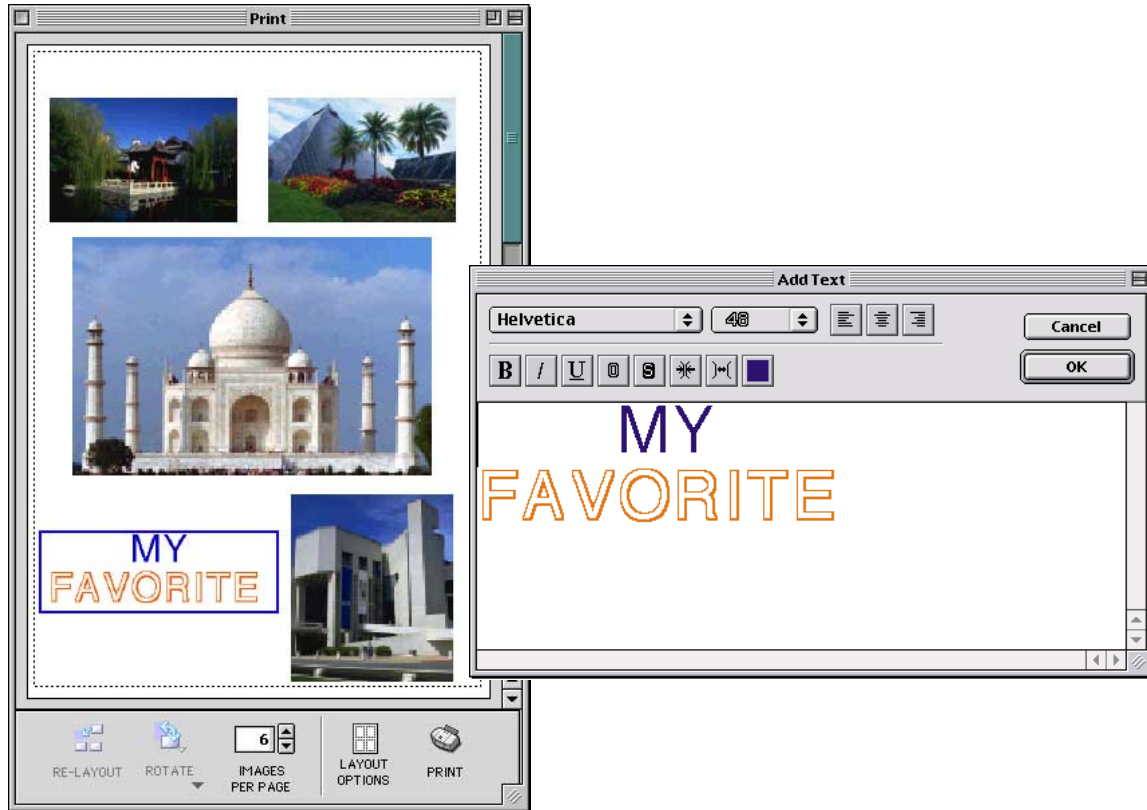 Print
MY
FAVORITE
RE-LAYOUT
ROTATE
6
IMAGES
PER PAGE
LAYOUT
OPTIONS
PRINT
Add Text
Helvetica
48
Cancel
B I U O S
OK
MY
FAVORITE